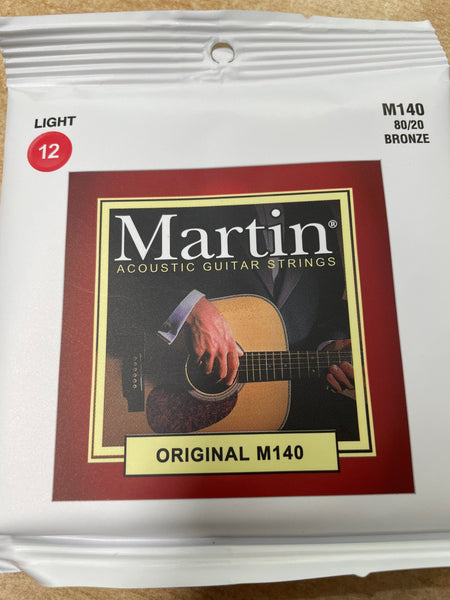 LIGHT
12
M140
80/20
BRONZE
Martin®
ACOUSTIC GUITAR STRINGS
ORIGINAL M140